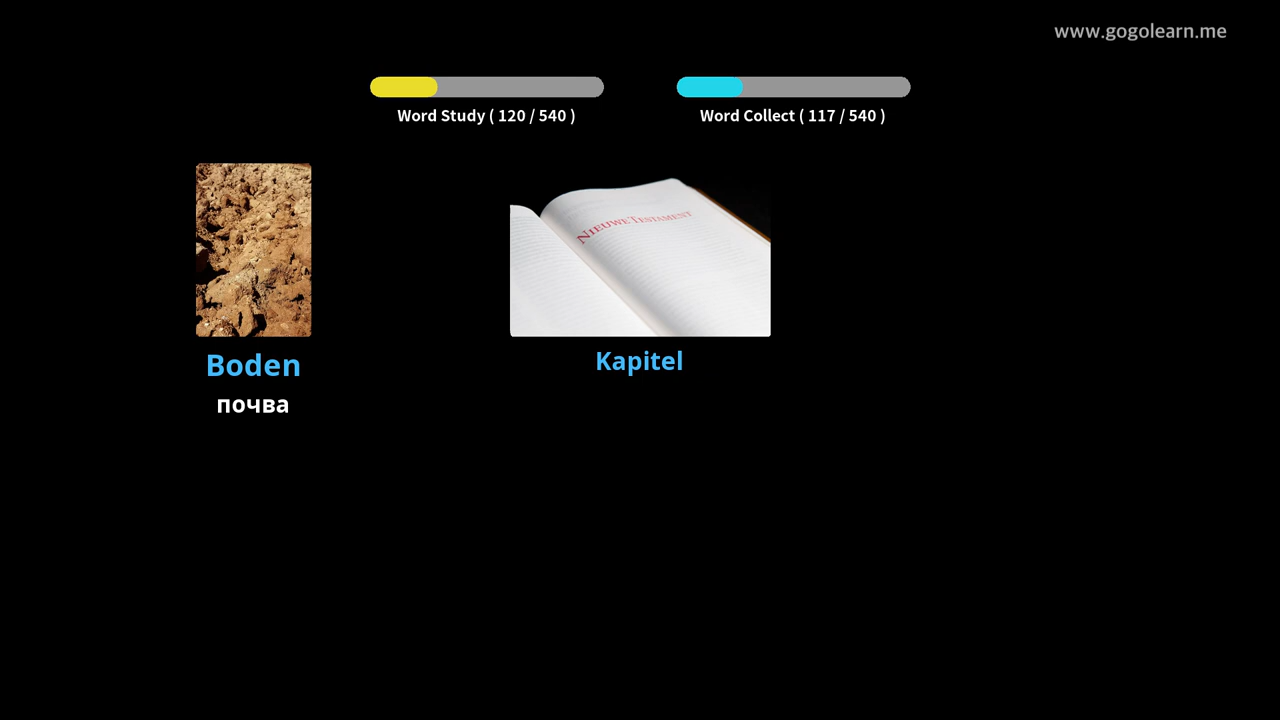 www.gogolearn.me
Word Study ( 120 / 540 )
Word Collect ( 117 / 540 )
NIEUWE TESTAMENT
Boden
Kapitel
почва